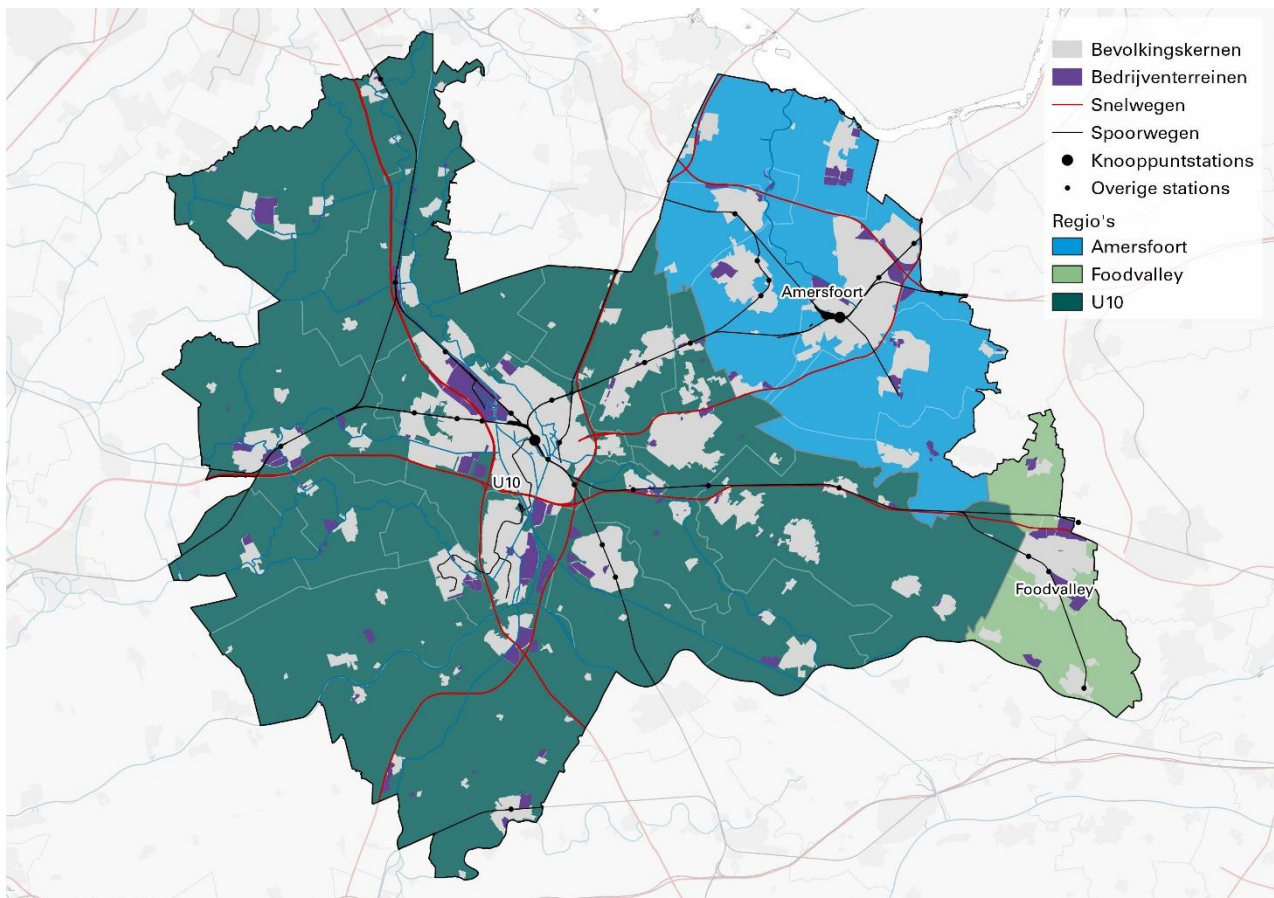 Bevolkingskernen
Bedrijventerreinen
Snelwegen
Spoorwegen
Knooppuntstations
Overige stations
Regio's
Amersfoort
Foodvalley
U10
Amersfoort
U10
Foodvalley